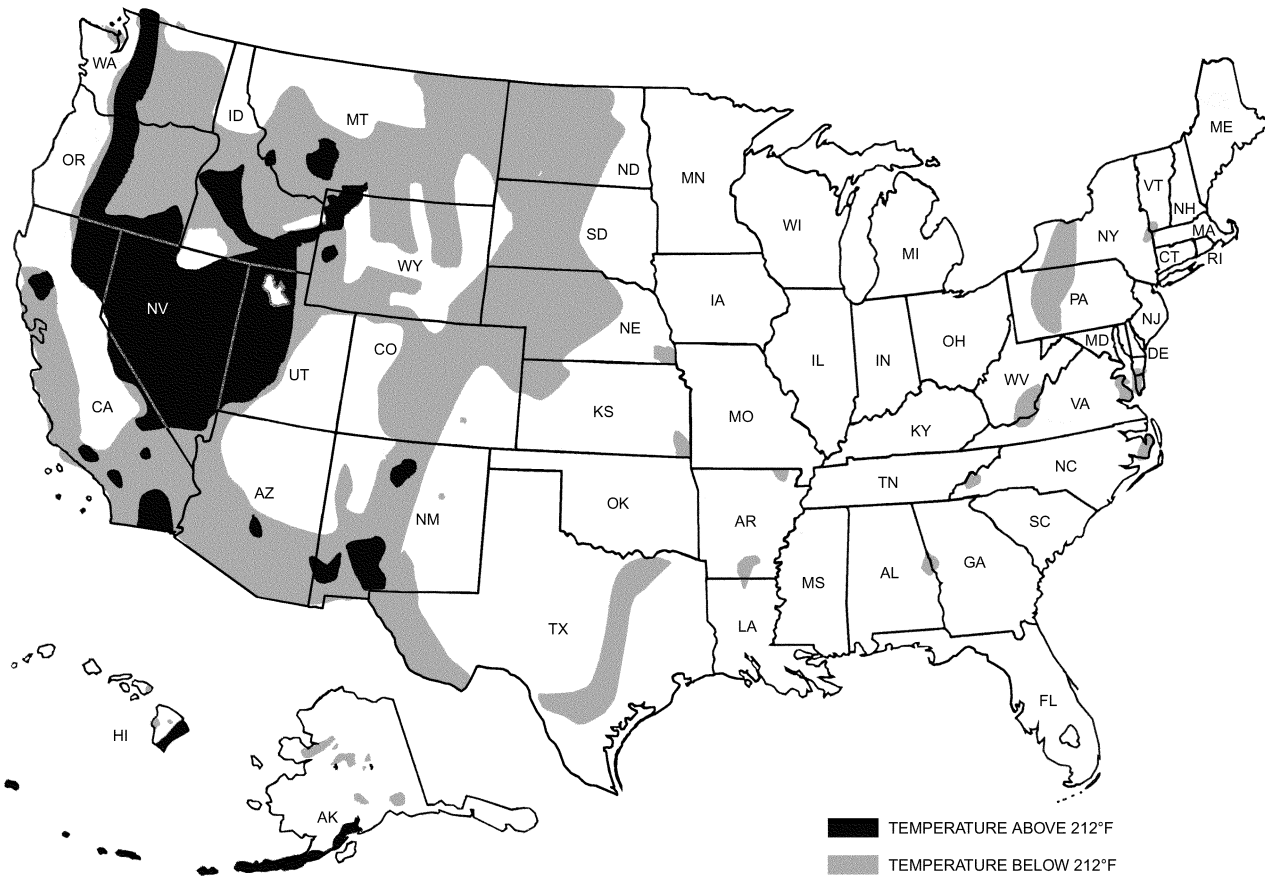 WA
MT
ID
OR
ND
MN
ME
VT
NH
NY
MA
CT
RI
SD
WI
MI
WY
IA
PA
NJ
NV
NE
OH
MD
DE
CO
UT
IL
IN
WV
CA
KS
MO
VA
KY
NC
TN
AZ
NM
OK
AR
SC
MS
AL
GA
TX
LA
FL
HI
AK
TEMPERATURE ABOVE 212°F
TEMPERATURE BELOW 212°F